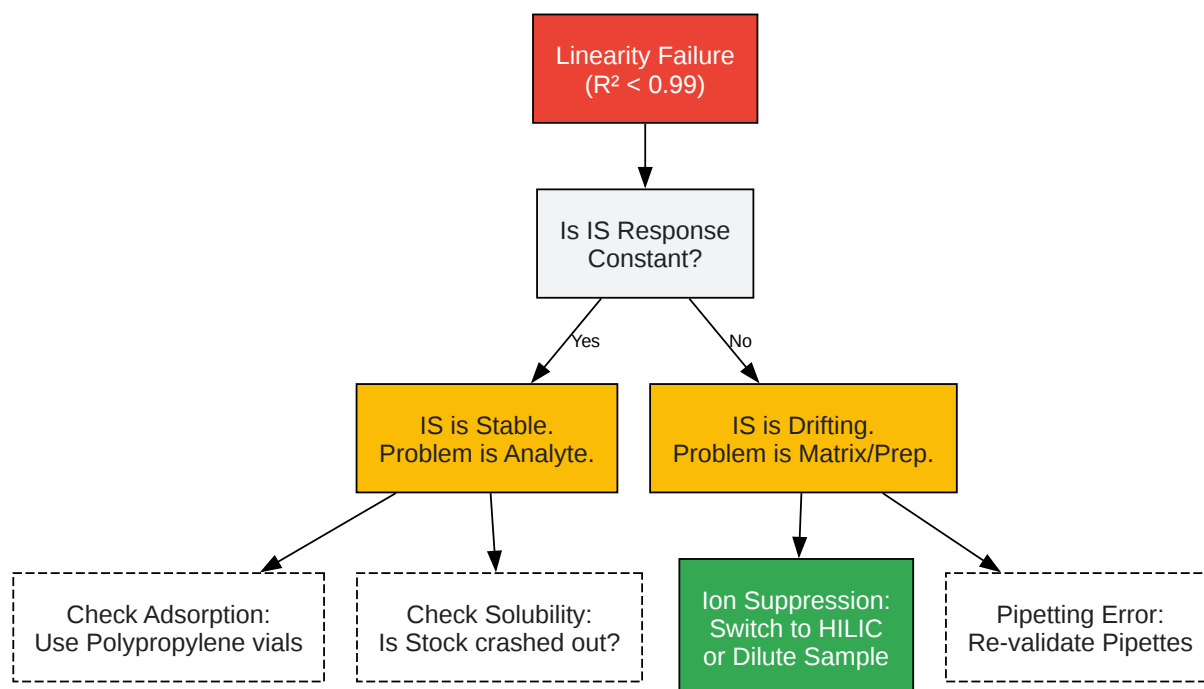 Linearity Failure
(R² < 0.99)
Is IS Response
Constant?
Yes
No
IS is Stable.
Problem is Analyte.
IS is Drifting.
Problem is Matrix/Prep.
Check Adsorption:
Use Polypropylene vials
Check Solubility:
Is Stock crashed out?
Ion Suppression:
Switch to HILIC
or Dilute Sample
Pipetting Error:
Re-validate Pipettes